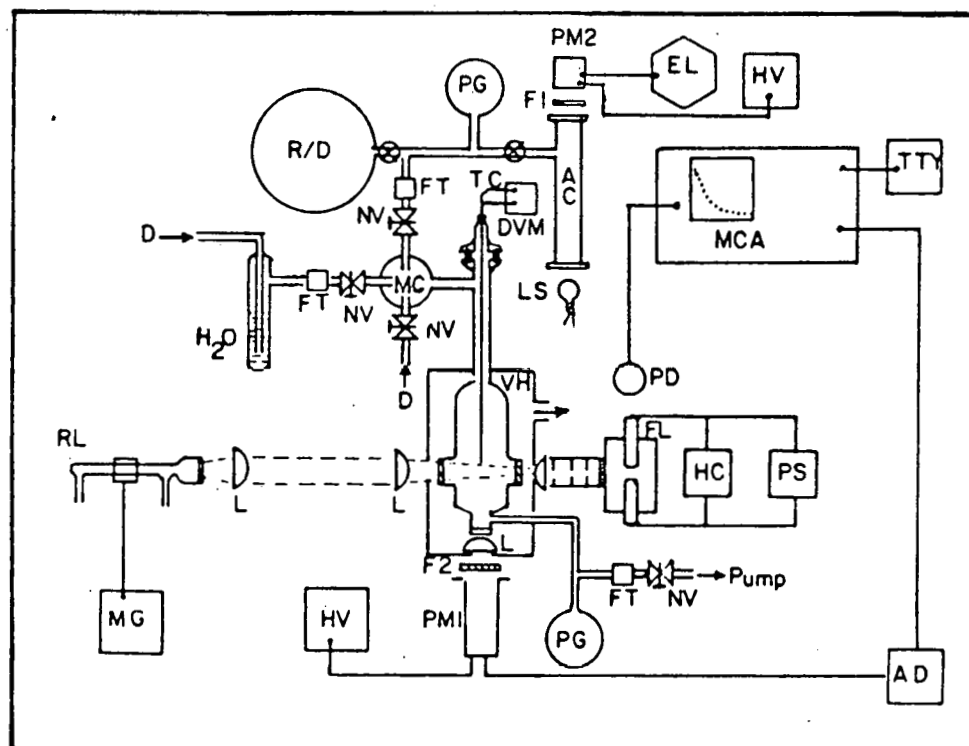 PM2
EL
HV
PG
F1
R/D
TTY
FT
TC
AC
NV
DVM
MCA
D
MC
LS
FT
NV
NV
H2O
D
VH
PD
RL
FL
HC
PS
L
L
L
F2
Pump
FT
NV
MG
HV
PM1
PG
AD